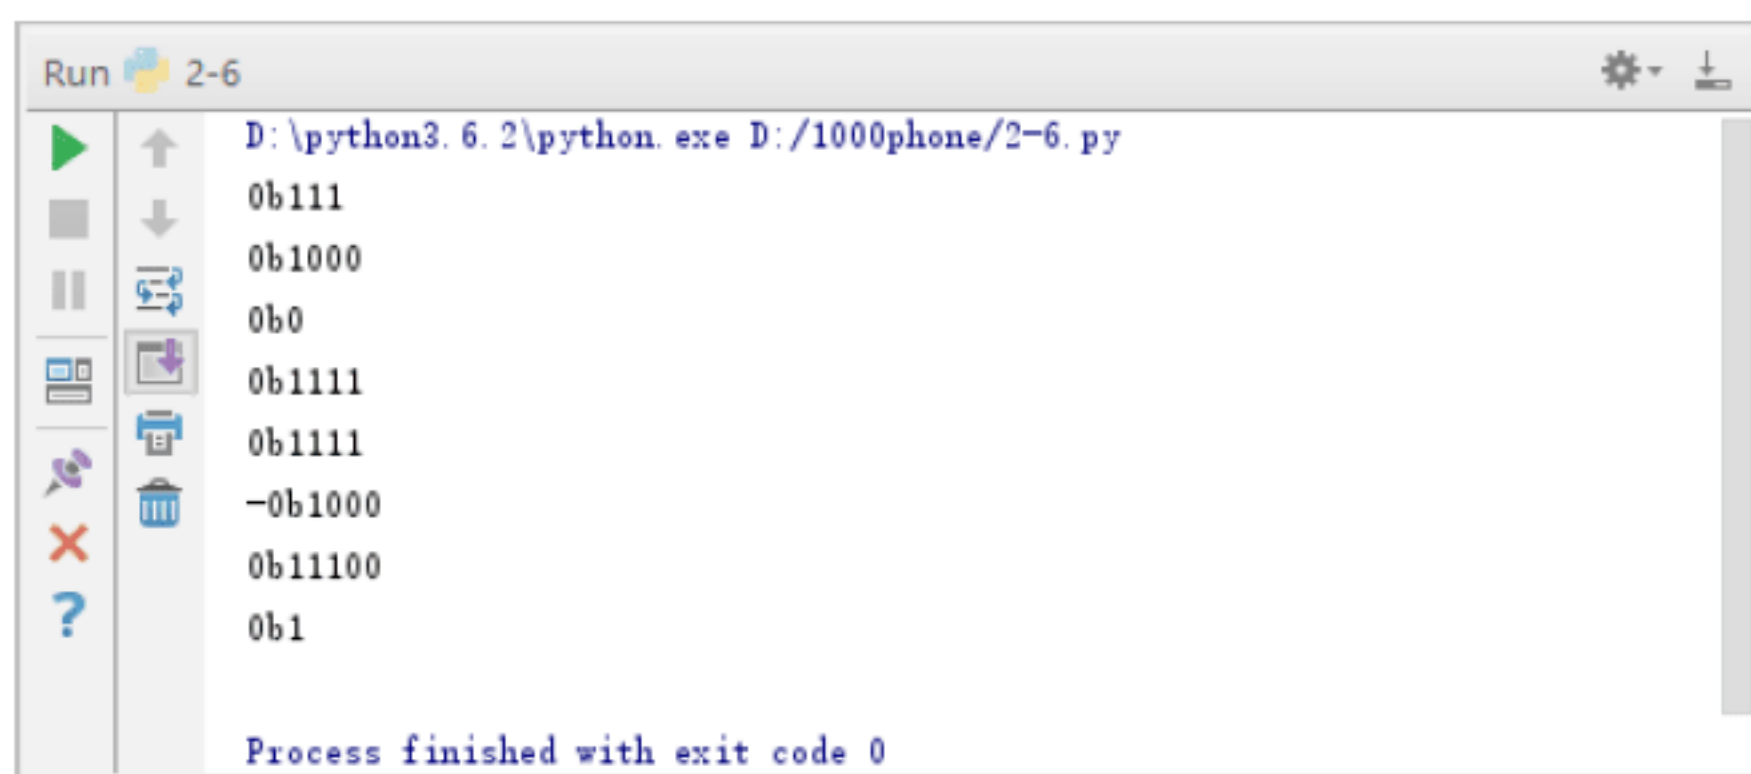 Run 2-6
D:\python3.6.2\python.exe D:/1000phone/2-6.py
0b111
0b1000
0b0
0b1111
0b1111
-0b1000
0b11100
0b1
Process finished with exit code 0